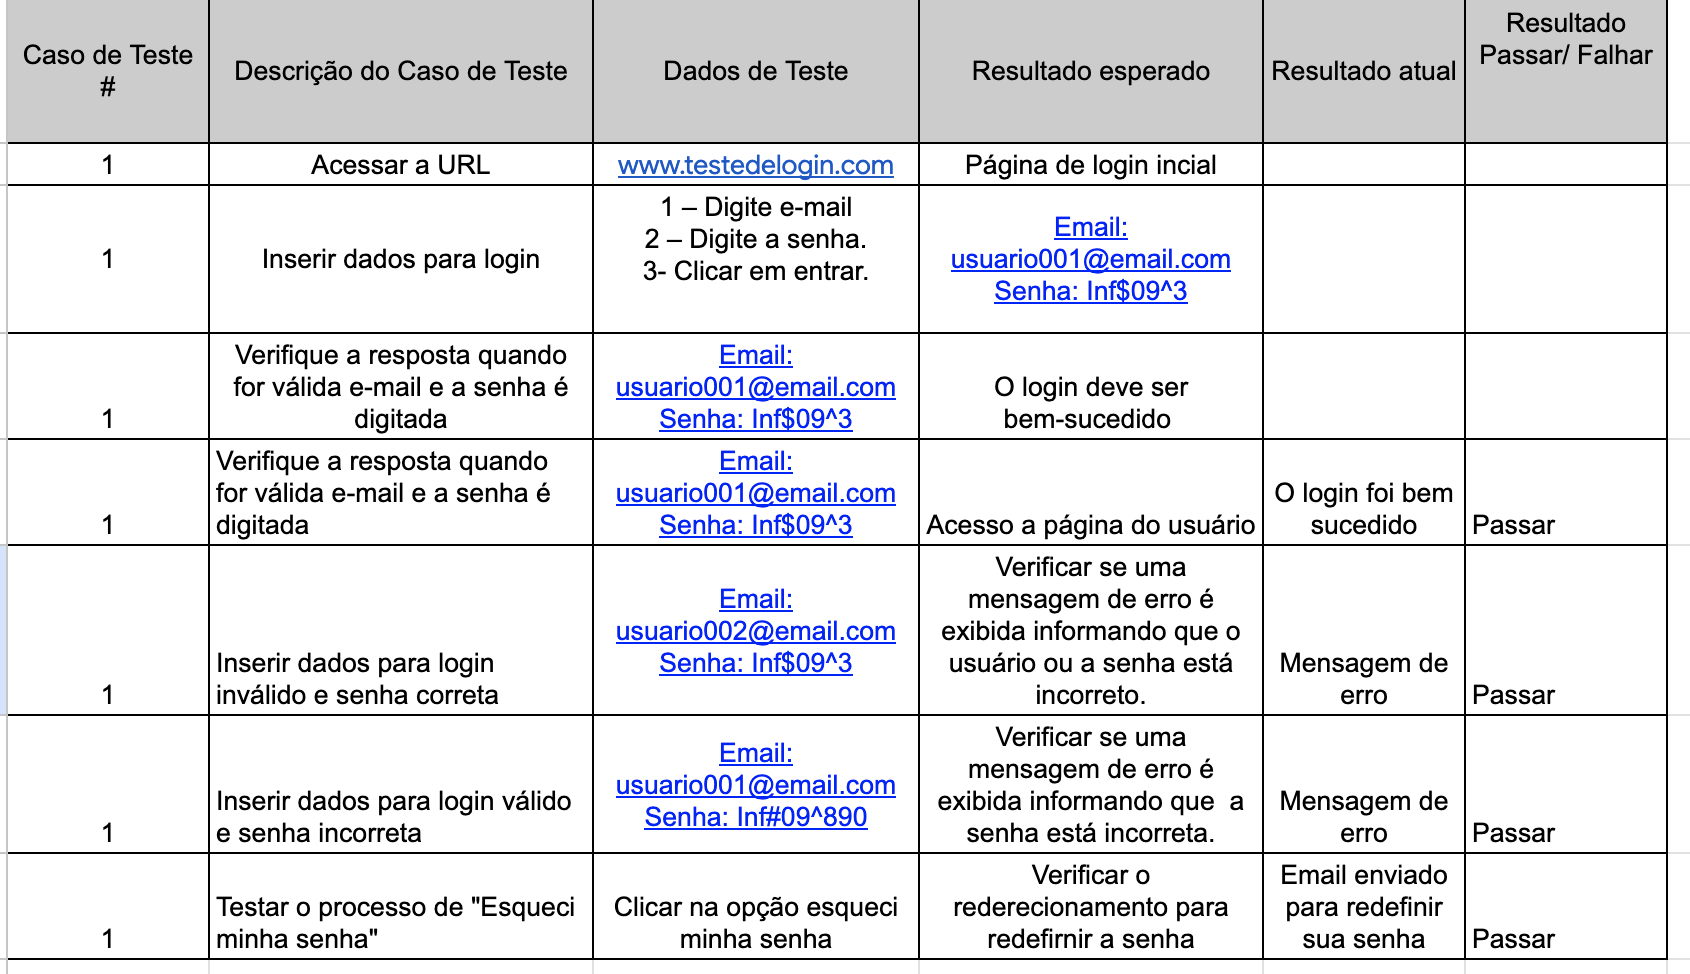 Caso de Teste
#
Descrição do Caso de Teste
Dados de Teste
Resultado esperado
Resultado atual
Resultado
Passar/ Falhar
1
Acessar a URL
www.testedelogin.com
Página de login incial
1
Inserir dados para login
1 – Digite e-mail
2 – Digite a senha.
3- Clicar em entrar.
Email:
usuario001@email.com
Senha: Inf$09^3
1
Verifique a resposta quando
for válida e-mail e a senha é
digitada
Email:
usuario001@email.com
Senha: Inf$09^3
O login deve ser
bem-sucedido
1
Verifique a resposta quando
for válida e-mail e a senha é
digitada
Email:
usuario001@email.com
Senha: Inf$09^3
Acesso a página do usuário
O login foi bem
sucedido
Passar
1
Inserir dados para login
inválido e senha correta
Email:
usuario002@email.com
Senha: Inf$09^3
Verificar se uma
mensagem de erro é
exibida informando que o
usuário ou a senha está
incorreto.
Mensagem de
erro
Passar
1
Inserir dados para login válido
e senha incorreta
Email:
usuario001@email.com
Senha: Inf#09^890
Verificar se uma
mensagem de erro é
exibida informando que  a
senha está incorreta.
Mensagem de
erro
Passar
1
Testar o processo de "Esqueci
minha senha"
Clicar na opção esqueci
minha senha
Verificar o
rederecionamento para
redefirnir a senha
Email enviado
para redefinir
sua senha
Passar